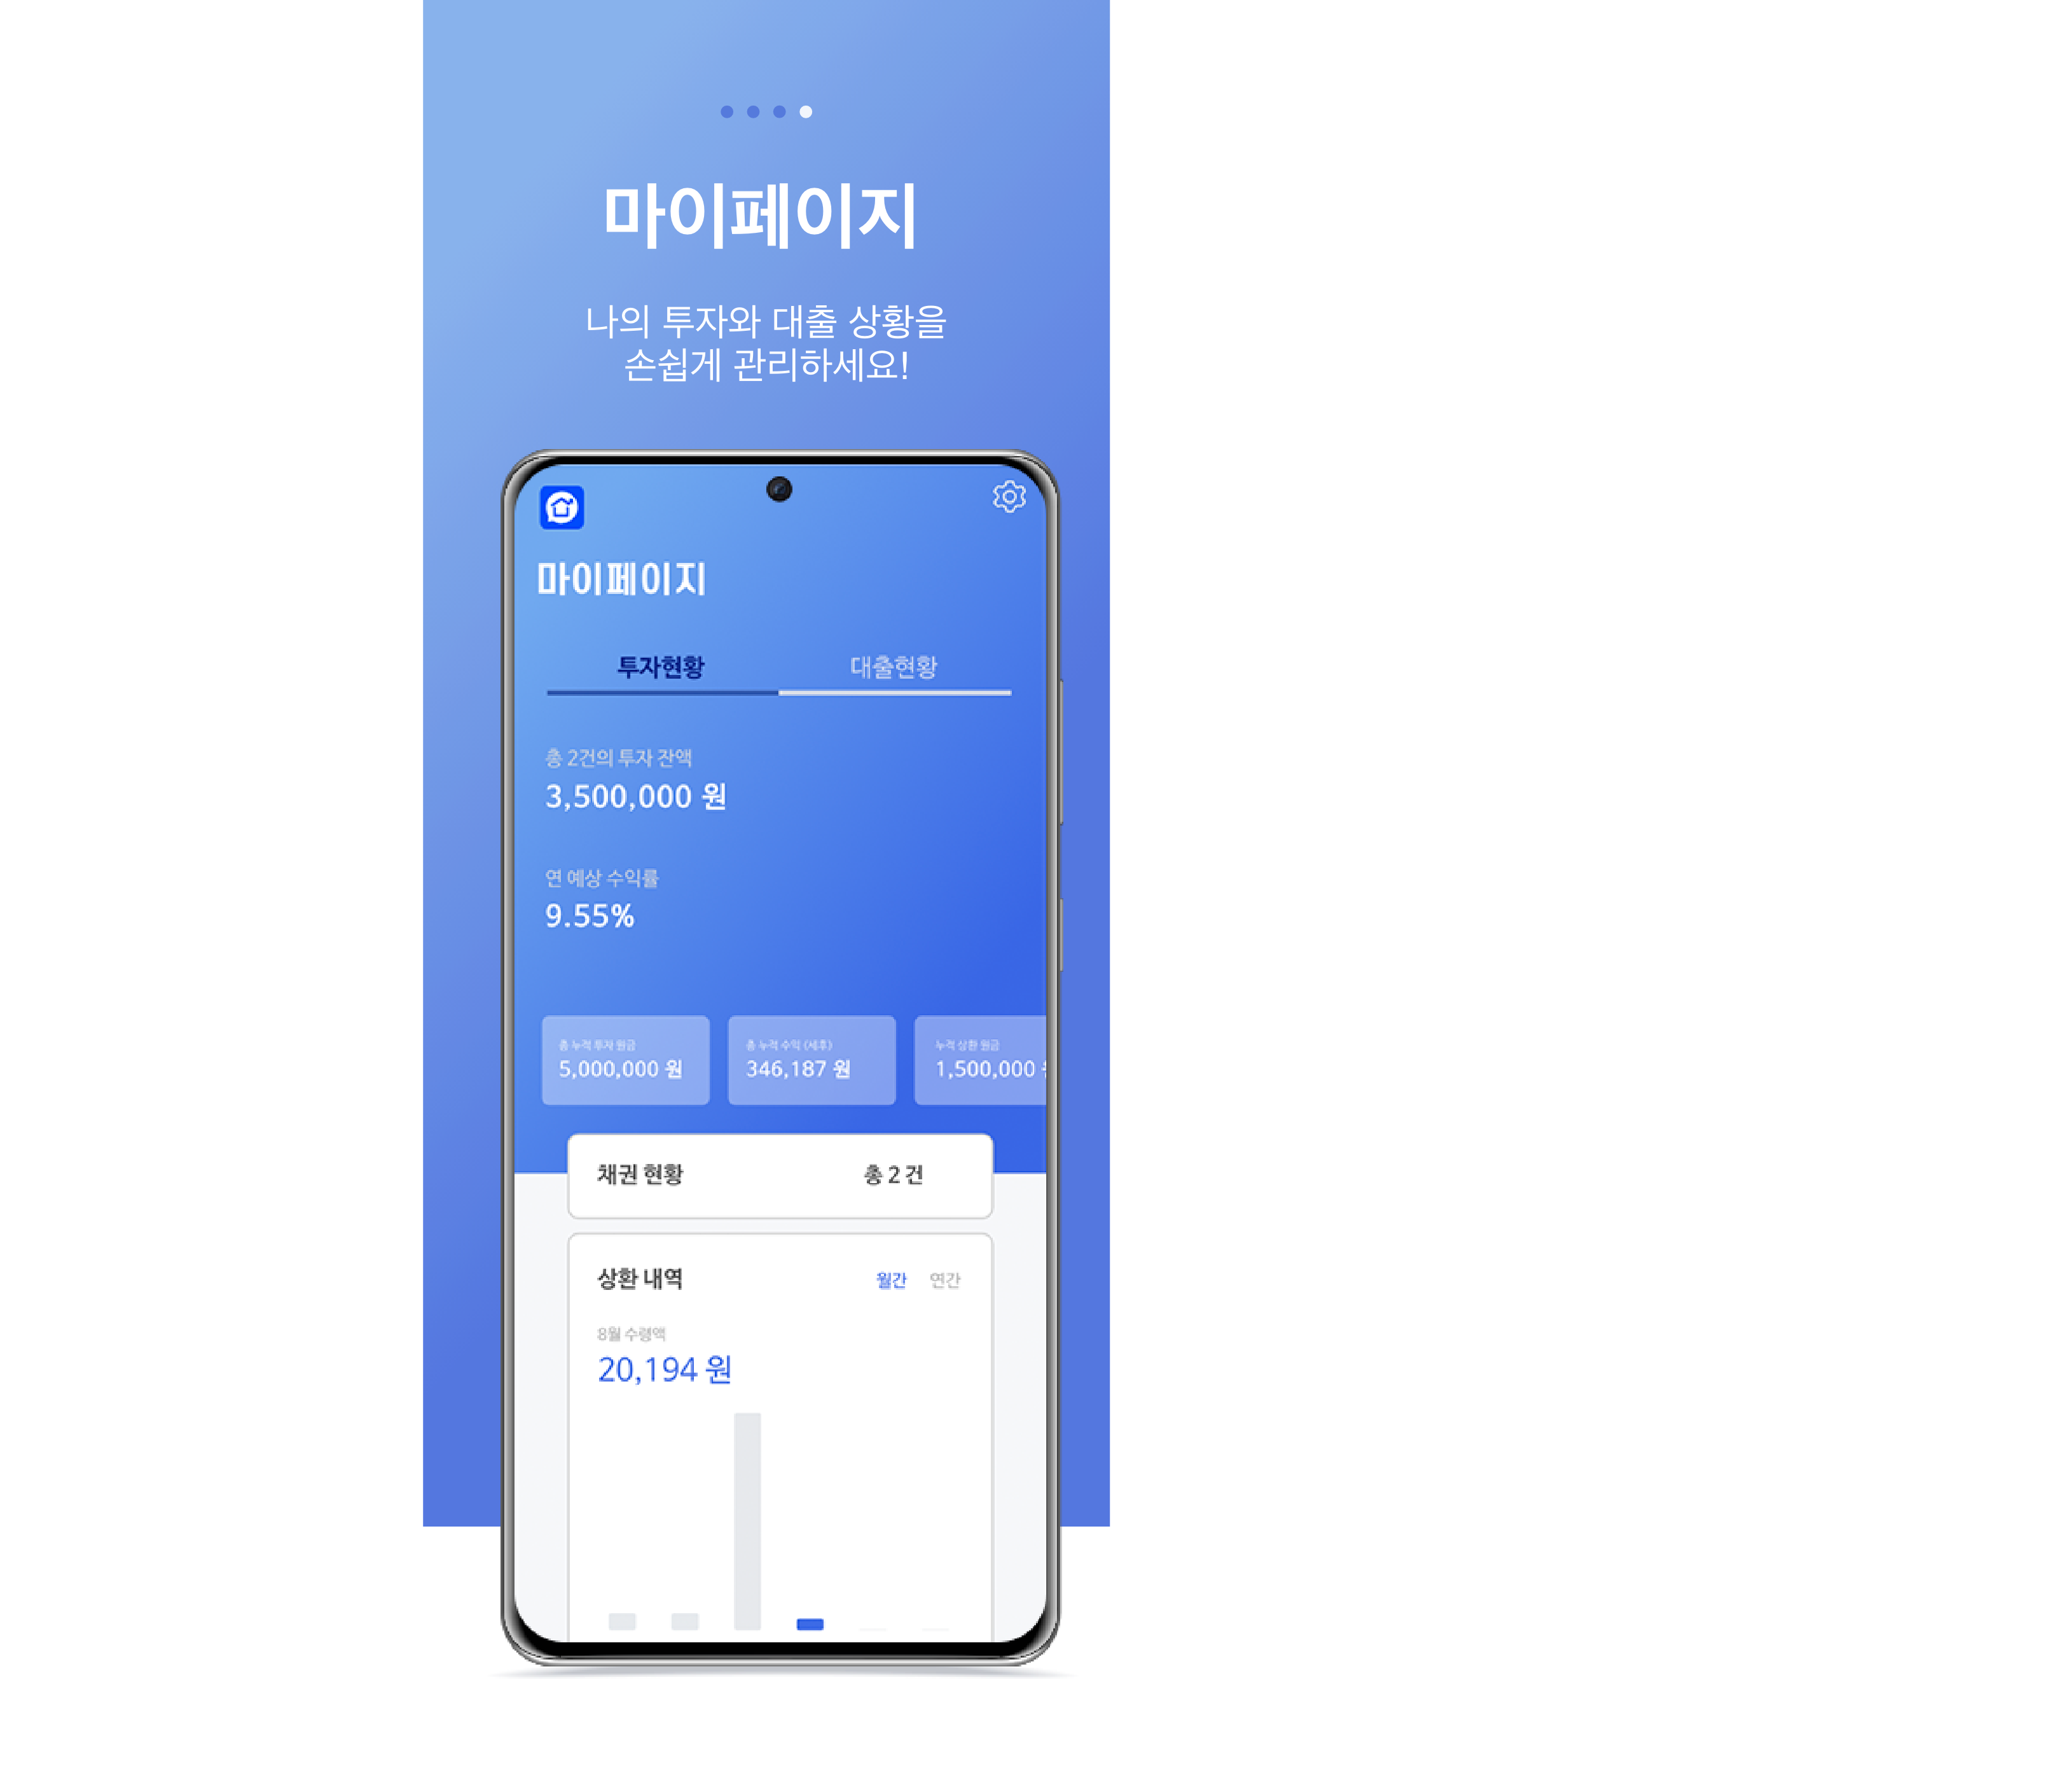 마이페이지
나의 투자와 대출 상황을
손쉽게 관리하세요!
마이페이지
투자현황 대출현황
총 2건의 투자 잔액
3,500,000 원
연 예상 수익률
9.55%
총 누적 투자 원금 총 누적 수익 (세후) 누적 상환 원금
5,000,000 원 346,187 원 1,500,000
채권 현황 총 2 건
상환 내역 월간 연간
8월 수령액
20,194 원